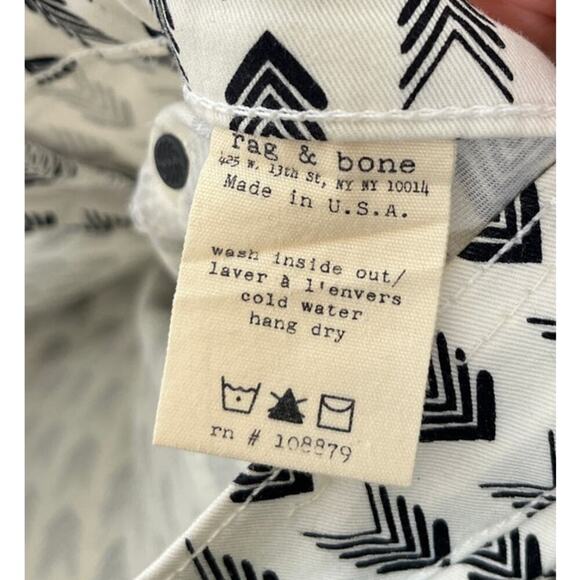 rag & bone
425 W. 13th St, NY NY 10014
Made in U.S.A.
wash inside out/
laver à l'envers
cold water
hang dry
rn # 108879